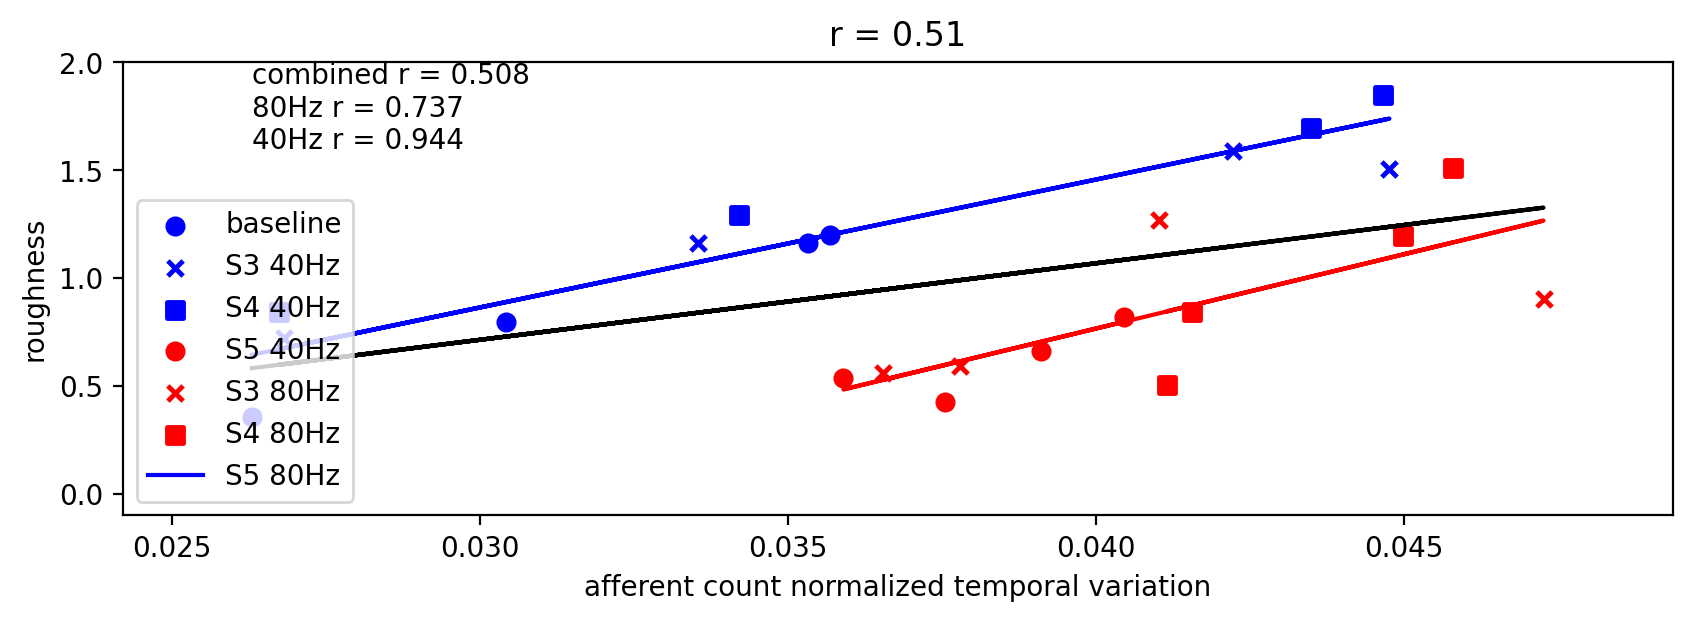 r = 0.51
combined r = 0.508
80Hz r = 0.737
40Hz r = 0.944
2.0
1.5
1.0
0.5
0.0
roughness
baseline
S3 40Hz
S4 40Hz
S5 40Hz
S3 80Hz
S4 80Hz
S5 80Hz
0.025 0.030 0.035 0.040 0.045
afferent count normalized temporal variation